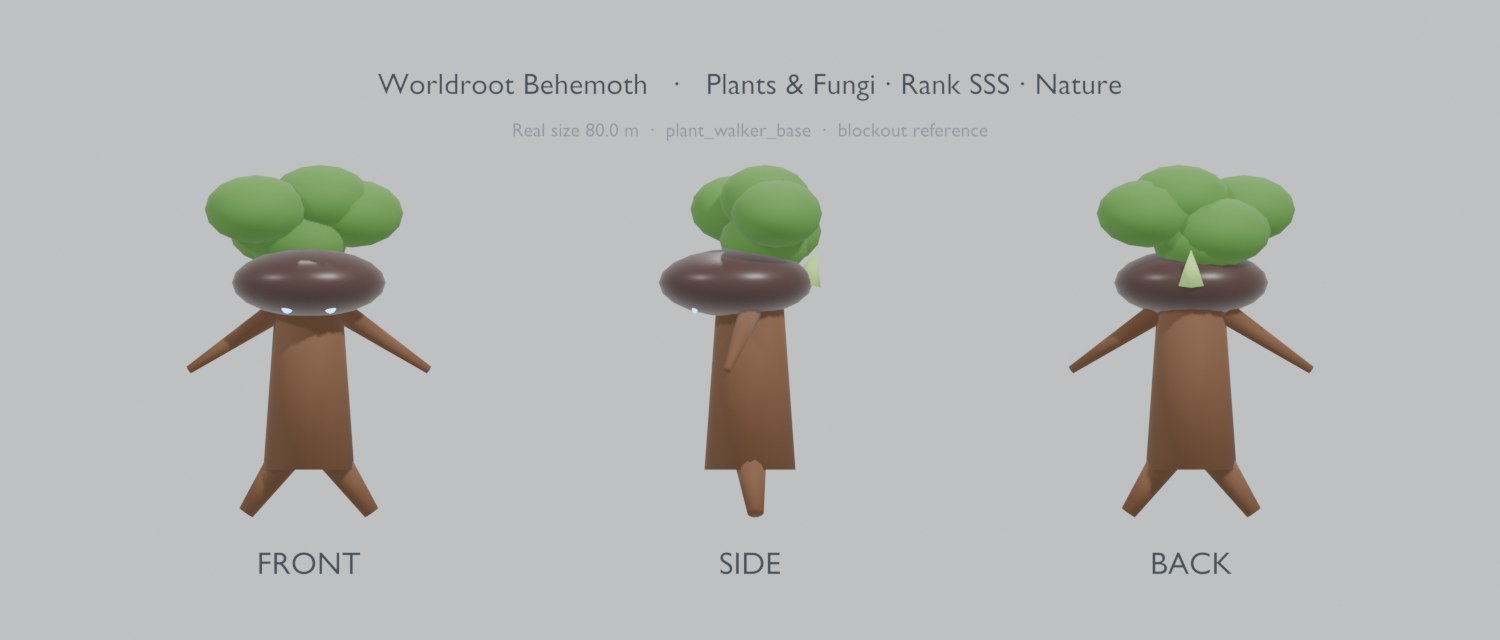 Worldroot Behemoth · Plants & Fungi · Rank SSS · Nature
Real size 80.0 m · plant_walker_base · blockout reference
FRONT SIDE BACK